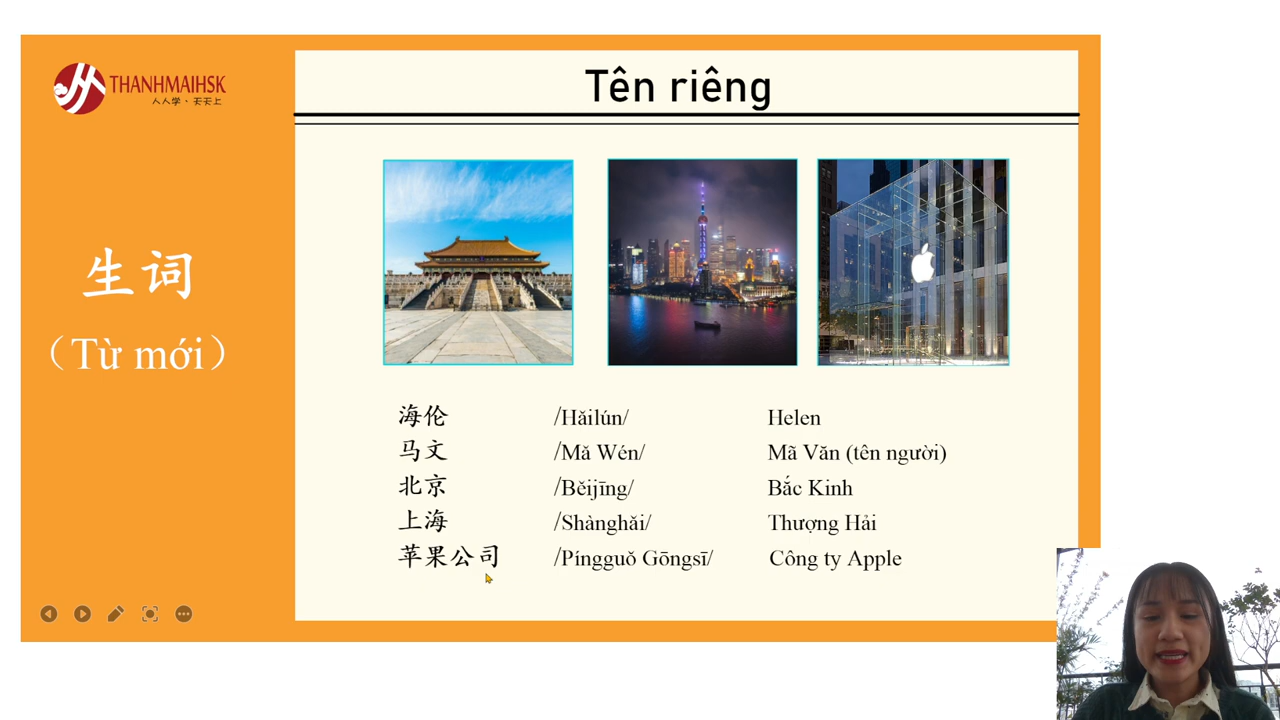 THANHMAIHSK
人人学·天天上
Tên riêng
生词
（Từ mới）
海伦 /Hǎilún/ Helen
马文 /Mǎ Wén/ Mã Văn (tên người)
北京 /Běijīng/ Bắc Kinh
上海 /Shànghǎi/ Thượng Hải
苹果公司 /Píngguǒ Gōngsī/ Công ty Apple